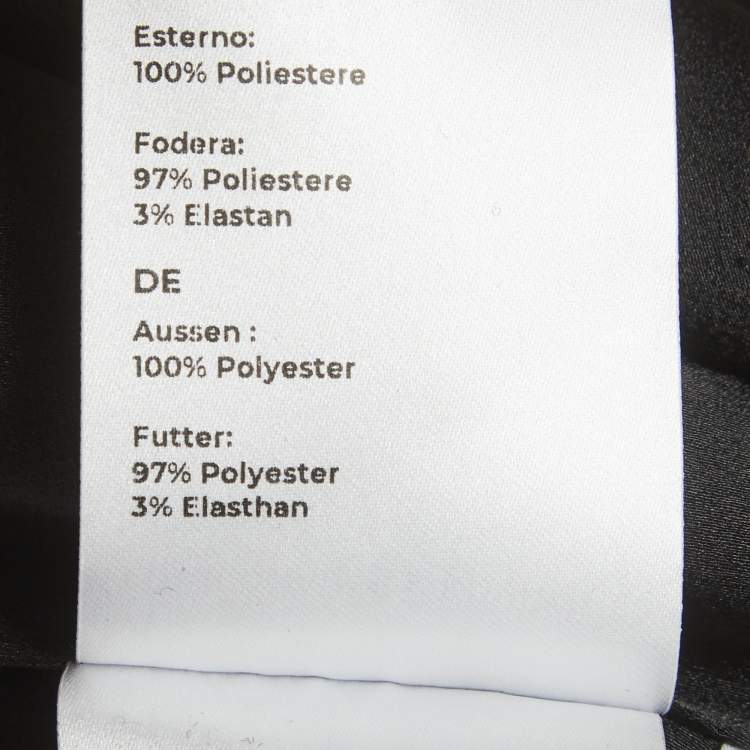 Esterno:
100% Poliestere
Fodera:
97% Poliestere
3% Elastan
DE
Aussen :
100% Polyester
Futter:
97% Polyester
3% Elasthan